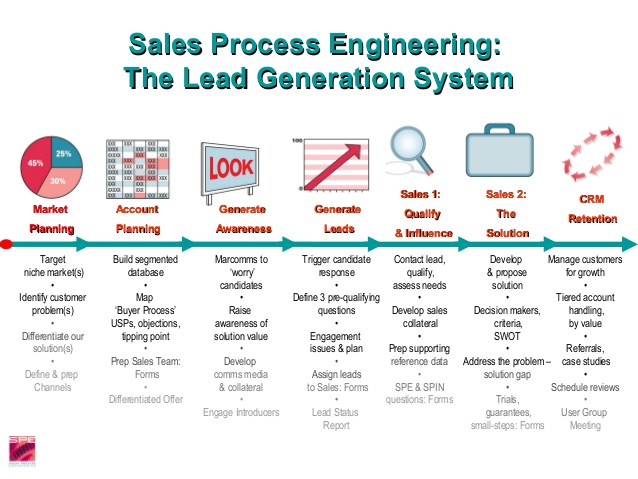 Sales Process Engineering:
The Lead Generation System
45%
25%
30%
LOOK
Market
Planning
Account
Planning
Generate
Awareness
Generate
Leads
Sales 1:
Qualify
& Influence
Sales 2:
The
Solution
CRM
Retention
Target
niche market(s)
•
Identify customer
problem(s)
•
Differentiate our
solution(s)
•
Define & prep
Channels
Build segmented
database
•
Map
‘Buyer Process’
USPs, objections,
tipping point
•
Prep Sales Team:
Forms
•
Differentiated Offer
Marcomms to
‘worry’
candidates
•
Raise
awareness of
solution value
•
Develop
comms media
& collateral
•
Engage Introducers
Trigger candidate
response
•
Define 3 pre-qualifying
questions
•
Engagement
issues & plan
•
Assign leads
to Sales: Forms
•
Lead Status
Report
Contact lead,
qualify,
assess needs
•
Develop sales
collateral
•
Prep supporting
reference data
•
SPE & SPIN
questions: Forms
Develop
& propose
solution
•
Decision makers,
criteria,
SWOT
•
Address the problem –
solution gap
•
Trials,
guarantees,
small-steps: Forms
Manage customers
for growth
•
Tiered account
handling,
by value
•
Referrals,
case studies
•
Schedule reviews
•
User Group
Meeting
SPE